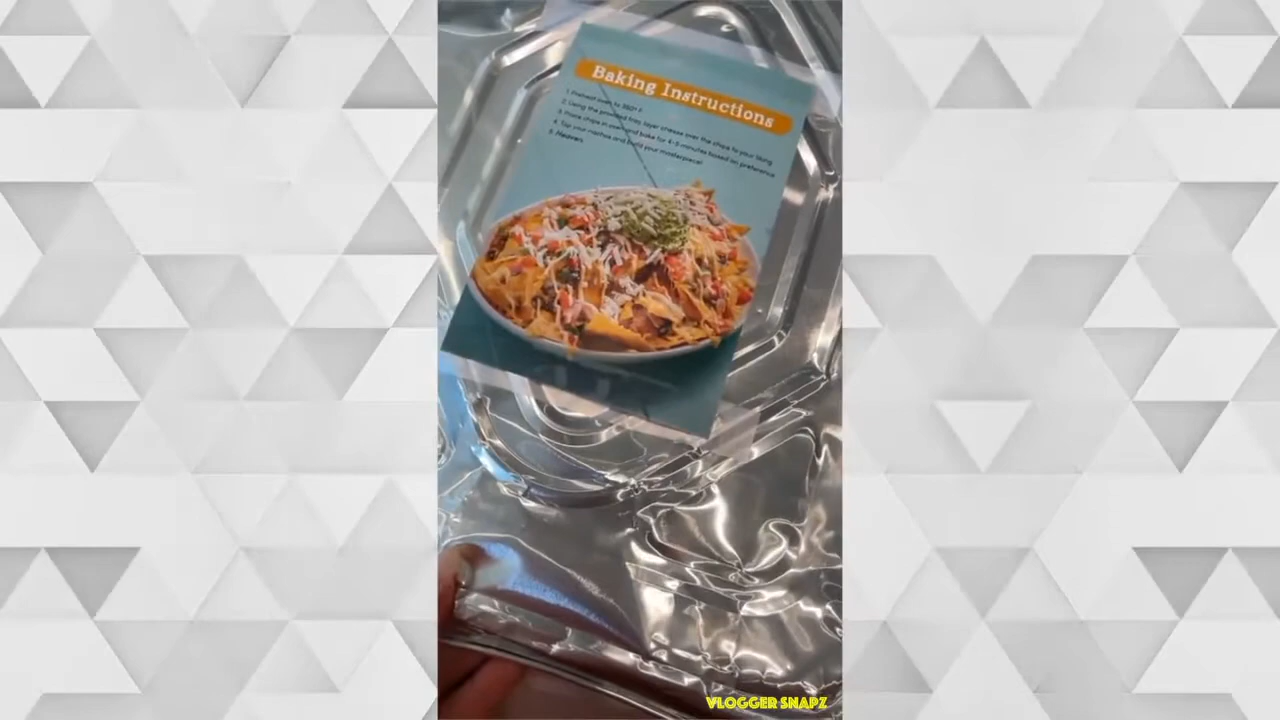 Baking Instructions
1. Preheat oven to 350° F
2. Using the provided tray, layer cheese over the chips to your liking
3. Place chips in oven and bake for 4-5 minutes based on preference
4. Top your nachos and build your masterpiece!
5. Heaven
VLOGGER SNAPZ